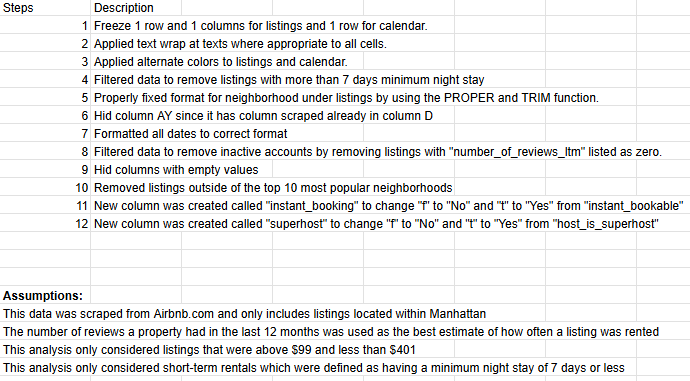 Steps Description
1 Freeze 1 row and 1 columns for listings and 1 row for calendar.
2 Applied text wrap at texts where appropriate to all cells.
3 Applied alternate colors to listings and calendar.
4 Filtered data to remove listings with more than 7 days minimum night stay
5 Properly fixed format for neighborhood under listings by using the PROPER and TRIM function.
6 Hid column AY since it has column scraped already in column D
7 Formatted all dates to correct format
8 Filtered data to remove inactive accounts by removing listings with "number_of_reviews_ltm" listed as zero.
9 Hid columns with empty values
10 Removed listings outside of the top 10 most popular neighborhoods
11 New column was created called "instant_booking" to change "f" to "No" and "t" to "Yes" from "instant_bookable"
12 New column was created called "superhost" to change "f" to "No" and "t" to "Yes" from "host_is_superhost"
Assumptions:
This data was scraped from Airbnb.com and only includes listings located within Manhattan
The number of reviews a property had in the last 12 months was used as the best estimate of how often a listing was rented
This analysis only considered listings that were above $99 and less than $401
This analysis only considered short-term rentals which were defined as having a minimum night stay of 7 days or less